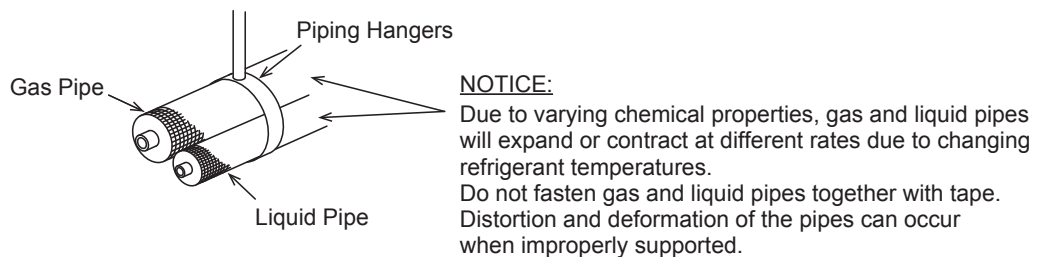 Piping Hangers
Gas Pipe
Liquid Pipe
NOTICE:
Due to varying chemical properties, gas and liquid pipes
will expand or contract at different rates due to changing
refrigerant temperatures.
Do not fasten gas and liquid pipes together with tape.
Distortion and deformation of the pipes can occur
when improperly supported.